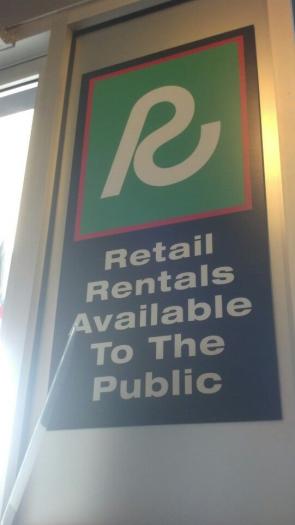 R
Retail
Rentals
Available
To The
Public